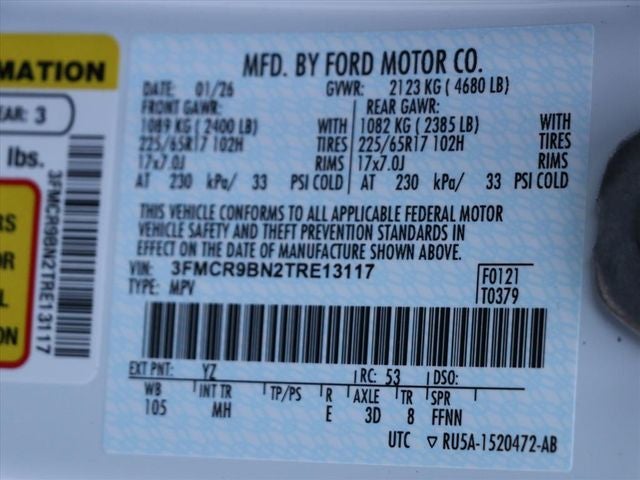 MATION
EAR: 3
lbs.
RS
OR
L
ON
3FMCR9BN2TRE13117
MFD. BY FORD MOTOR CO.
DATE: 01/26 GVWR: 2123 KG ( 4680 LB)
FRONT GAWR: REAR GAWR:
1089 KG ( 2400 LB) WITH 1082 KG ( 2385 LB) WITH
225/65R17 102H TIRES 225/65R17 102H TIRES
17x7.0J RIMS 17x7.0J RIMS
AT 230 kPa/ 33 PSI COLD AT 230 kPa/ 33 PSI COLD
THIS VEHICLE CONFORMS TO ALL APPLICABLE FEDERAL MOTOR
VEHICLE SAFETY AND THEFT PREVENTION STANDARDS IN
EFFECT ON THE DATE OF MANUFACTURE SHOWN ABOVE.
VIN: 3FMCR9BN2TRE13117 F0121
TYPE: MPV T0379
EXT PNT: YZ RC: 53 DSO:
WB INT TR TP/PS R AXLE TR SPR
105 MH E 3D 8 FFNN
UTC ▽ RU5A-1520472-AB